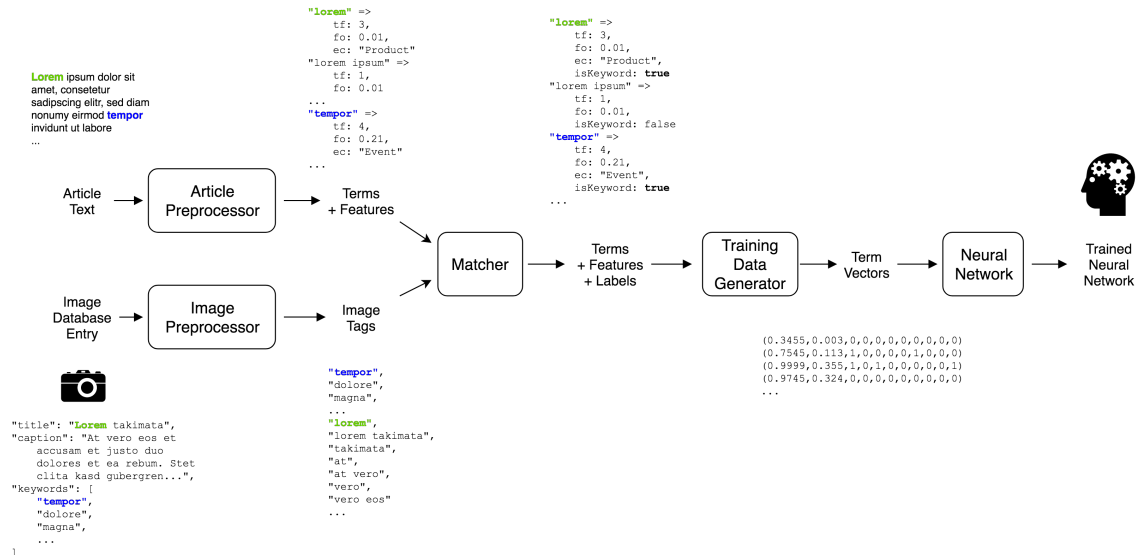 Lorem ipsum dolor sit
amet, consetetur
sadipscing elitr, sed diam
nonumy eirmod tempor
invidunt ut labore
...
"lorem" =>
tf: 3,
fo: 0.01,
ec: "Product"
"lorem ipsum" =>
tf: 1,
fo: 0.01
...
"tempor" =>
tf: 4,
fo: 0.21,
ec: "Event"
...
"lorem" =>
tf: 3,
fo: 0.01,
ec: "Product",
isKeyword: true
"lorem ipsum" =>
tf: 1,
fo: 0.01,
isKeyword: false
"tempor" =>
tf: 4,
fo: 0.21,
ec: "Event",
isKeyword: true
...
Article
Text
Article
Preprocessor
Terms
+ Features
Image
Database
Entry
Image
Preprocessor
Image
Tags
Matcher
Terms
+ Features
+ Labels
Training
Data
Generator
Term
Vectors
Neural
Network
Trained
Neural
Network
"title": "Lorem takimata",
"caption": "At vero eos et
accusam et justo duo
dolores et ea rebum. Stet
clita kasd gubergren...",
"keywords": [
"tempor",
"dolore",
"magna",
...
]
"tempor",
"dolore",
"magna",
...
"lorem",
"lorem takimata",
"takimata",
"at",
"at vero",
"vero",
"vero eos"
...
(0.3455,0.003,0,0,0,0,0,0,0,0,0)
(0.7545,0.113,1,0,0,0,0,1,0,0,0)
(0.9999,0.355,1,0,1,0,0,0,0,0,1)
(0.9745,0.324,0,0,0,0,0,0,0,0,0)
...